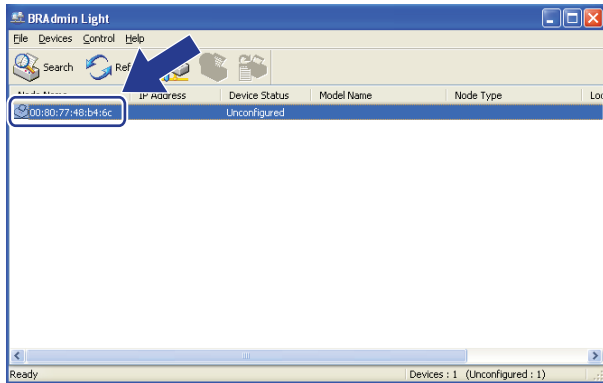 BRAdmin Light
File Devices Control Help
Search
IP Address Device Status Model Name Node Type
00:80:77:48:b4:6c Unconfigured
Ready Devices : 1 (Unconfigured : 1)